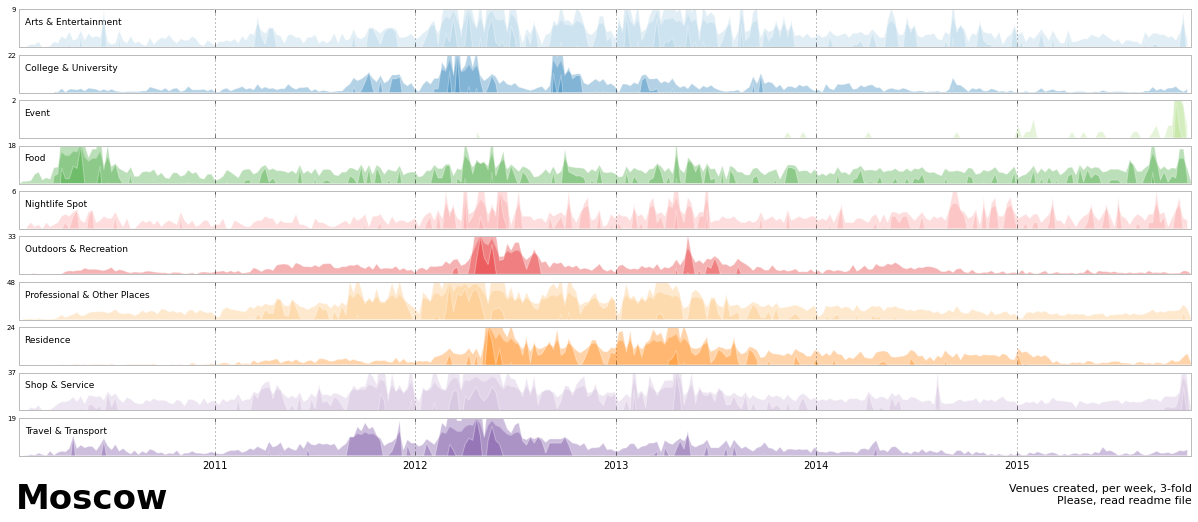 9
Arts & Entertainment
22
College & University
2
Event
18
Food
6
Nightlife Spot
33
Outdoors & Recreation
48
Professional & Other Places
24
Residence
37
Shop & Service
19
Travel & Transport
2011 2012 2013 2014 2015
Moscow
Venues created, per week, 3-fold
Please, read readme file